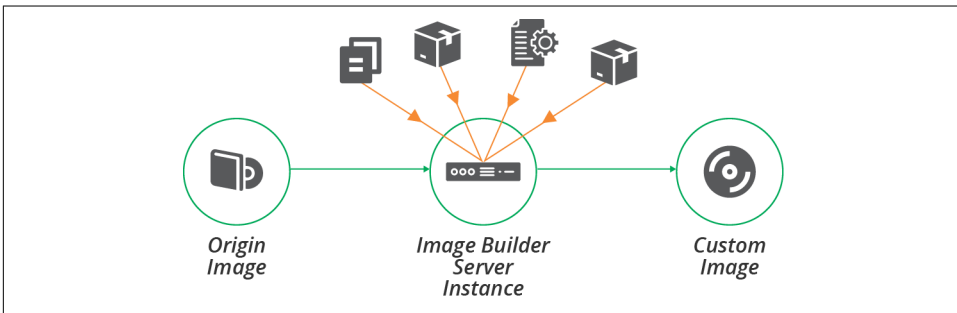 Origin
Image
Image Builder
Server
Instance
Custom
Image